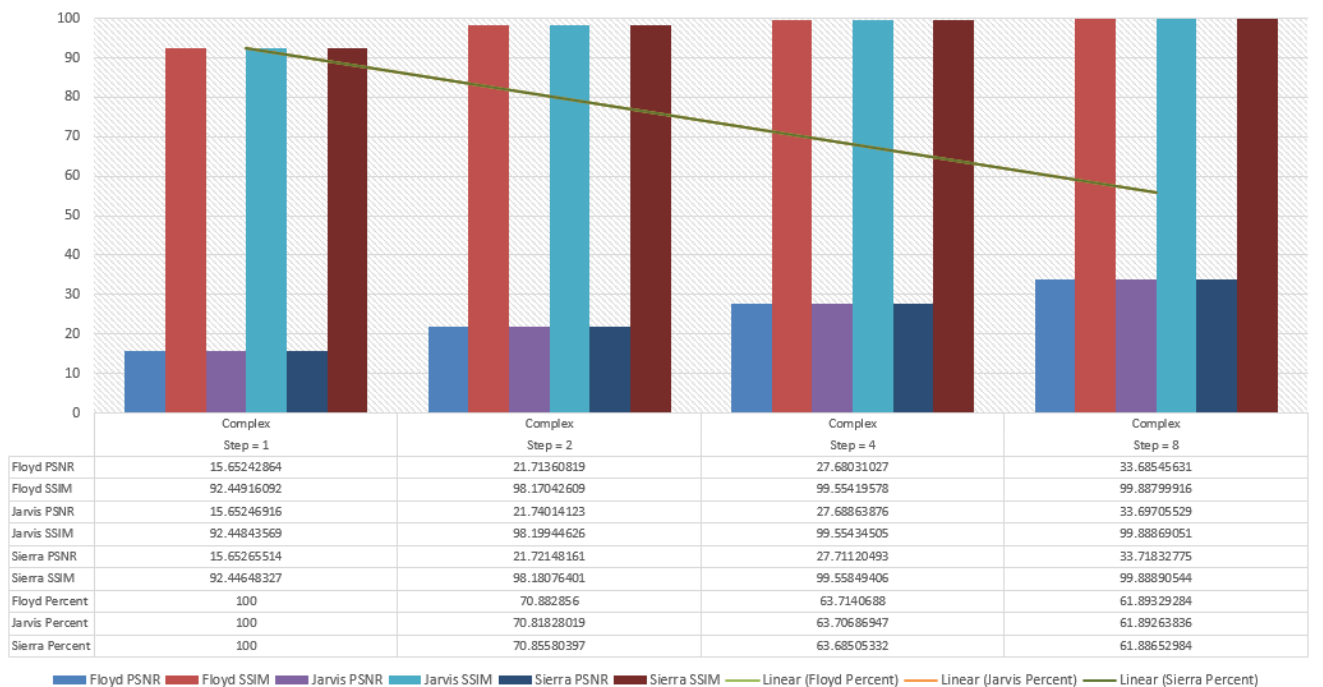 100
90
80
70
60
50
40
30
20
10
0
Complex Complex Complex Complex
Step = 1 Step = 2 Step = 4 Step = 8
Floyd PSNR 15.65242864 21.71360819 27.68031027 33.68545631
Floyd SSIM 92.44916092 98.17042609 99.55419578 99.88799916
Jarvis PSNR 15.65246916 21.74014123 27.68863876 33.69705529
Jarvis SSIM 92.44843569 98.19944626 99.55434505 99.88869051
Sierra PSNR 15.65265514 21.72148161 27.71120493 33.71832775
Sierra SSIM 92.44648327 98.18076401 99.55849406 99.88890544
Floyd Percent 100 70.882856 63.7140688 61.89329284
Jarvis Percent 100 70.81828019 63.70686947 61.89263836
Sierra Percent 100 70.85580397 63.68505332 61.88652984
Floyd PSNR Floyd SSIM Jarvis PSNR Jarvis SSIM Sierra PSNR Sierra SSIM Linear (Floyd Percent) Linear (Jarvis Percent) Linear (Sierra Percent)